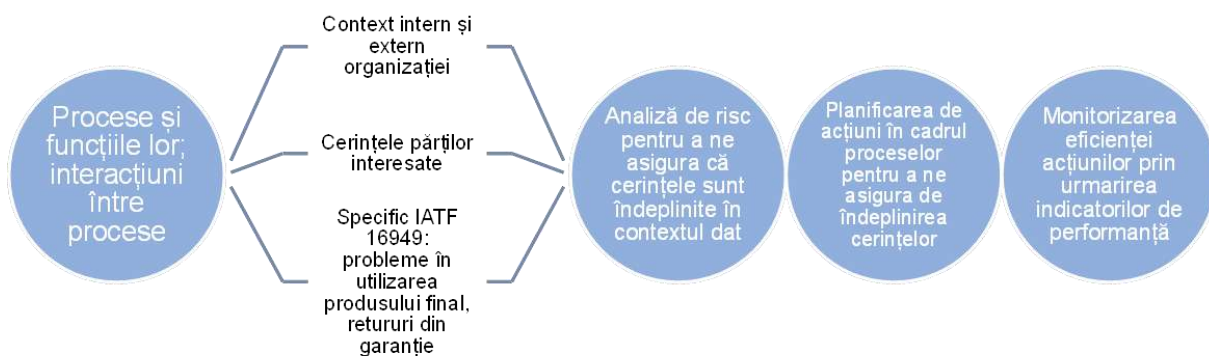 Procese și
funcțiile lor;
interacțiuni
între
procese
Context intern și
extern
organizației
Cerințele părților
interesate
Specific IATF
16949:
probleme în
utilizarea
produsului final,
retururi din
garanție
Analiză de risc
pentru a ne
asigura că
cerințele sunt
îndeplinite în
contextul dat
Planificarea de
acțiuni în cadrul
proceselor
pentru a ne
asigura de
îndeplinirea
cerințelor
Monitorizarea
eficienței
acțiunilor prin
urmarirea
indicatorilor de
performanță